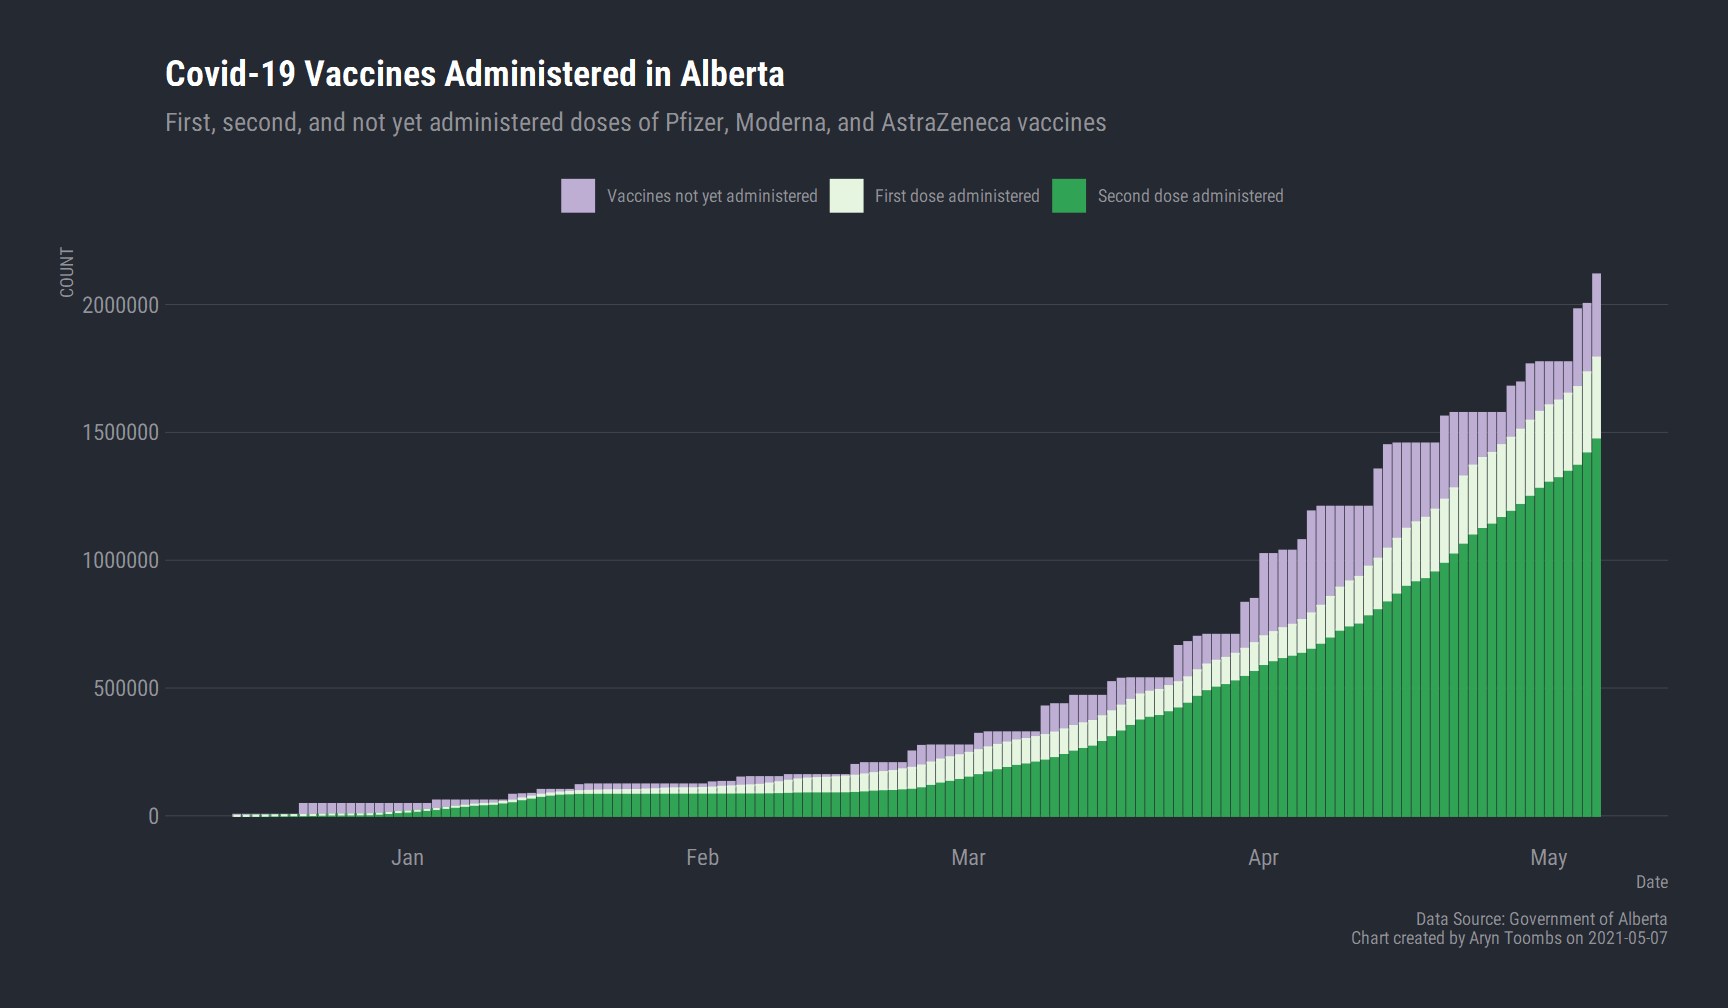 Covid-19 Vaccines Administered in Alberta
First, second, and not yet administered doses of Pfizer, Moderna, and AstraZeneca vaccines
Vaccines not yet administered First dose administered Second dose administered
COUNT
2000000
1500000
1000000
500000
0
Jan Feb Mar Apr May
Date
Data Source: Government of Alberta
Chart created by Aryn Toombs on 2021-05-07